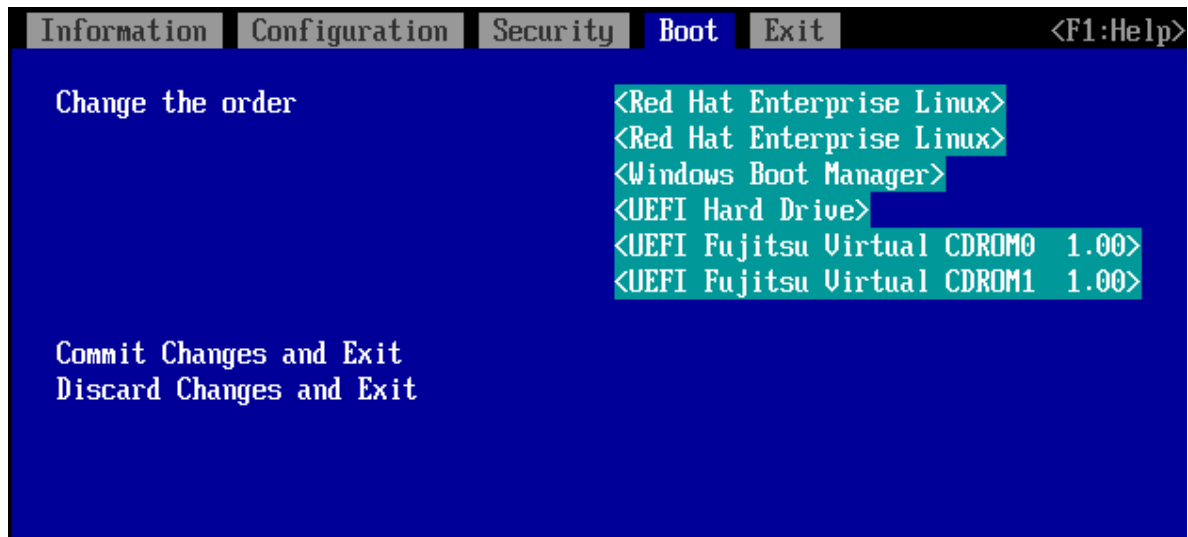 Information Configuration Security Boot Exit <F1:Help>
Change the order <Red Hat Enterprise Linux>
<Red Hat Enterprise Linux>
<Windows Boot Manager>
<UEFI Hard Drive>
<UEFI Fujitsu Virtual CDROM0 1.00>
<UEFI Fujitsu Virtual CDROM1 1.00>
Commit Changes and Exit
Discard Changes and Exit